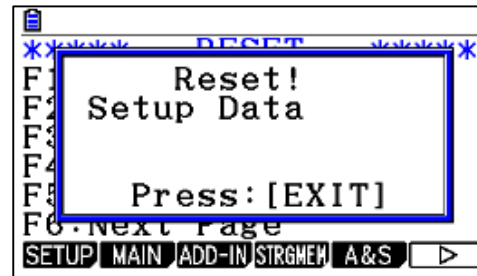 ***** RESET *****
F1
Reset!
F2
Setup Data
F3
F4
F5
Press:[EXIT]
F6:Next Page
SETUP MAIN ADD-IN STRGMEM A&S